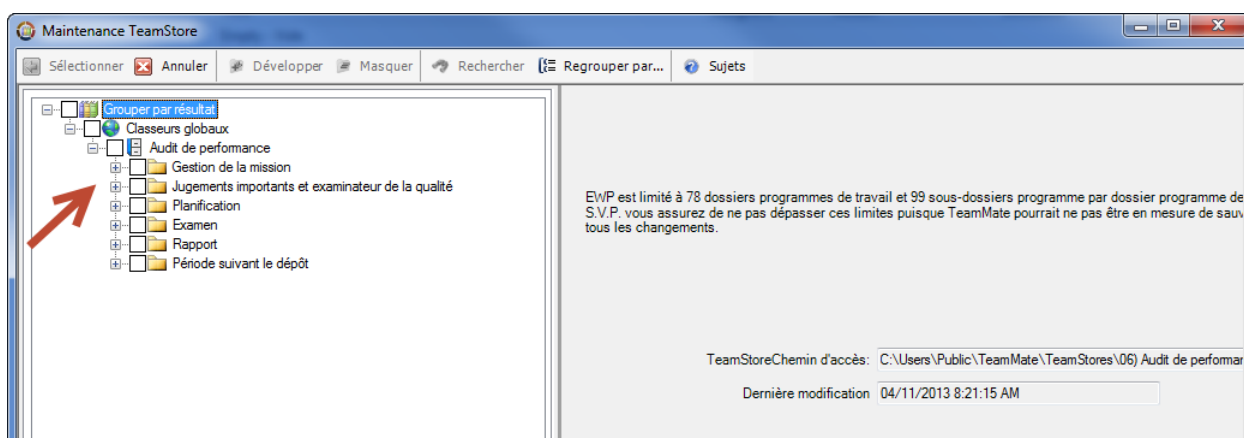 Maintenance TeamStore
Sélectionner Annuler Développer Masquer Rechercher Regrouper par... Sujets
Grouper par résultat
Classeurs globaux
Audit de performance
Gestion de la mission
Jugements importants et examinateur de la qualité
Planification
Examen
Rapport
Période suivant le dépôt
EWP est limité à 78 dossiers programmes de travail et 99 sous-dossiers programme par dossier programme de
S.V.P. vous assurez de ne pas dépasser ces limites puisque TeamMate pourrait ne pas être en mesure de sauv
tous les changements.
TeamStoreChemin d'accès: C:\Users\Public\TeamMate\TeamStores\06) Audit de performan
Dernière modification 04/11/2013 8:21:15 AM